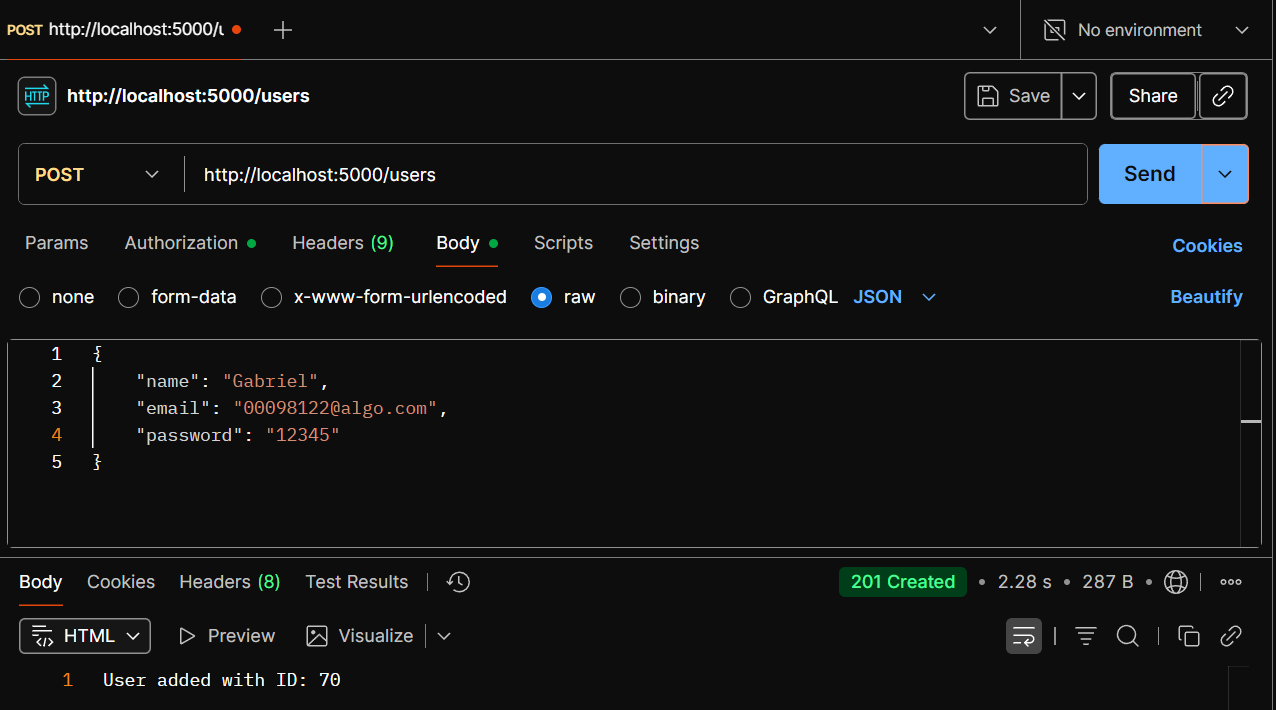 POST http://localhost:5000/u
No environment
HTTP http://localhost:5000/users
Save Share
POST http://localhost:5000/users Send
Params Authorization Headers (9) Body Scripts Settings Cookies
none form-data x-www-form-urlencoded raw binary GraphQL JSON Beautify
1 {
2 "name": "Gabriel",
3 "email": "00098122@algo.com",
4 "password": "12345"
5 }
Body Cookies Headers (8) Test Results 201 Created • 2.28 s • 287 B •
HTML Preview Visualize
1 User added with ID: 70